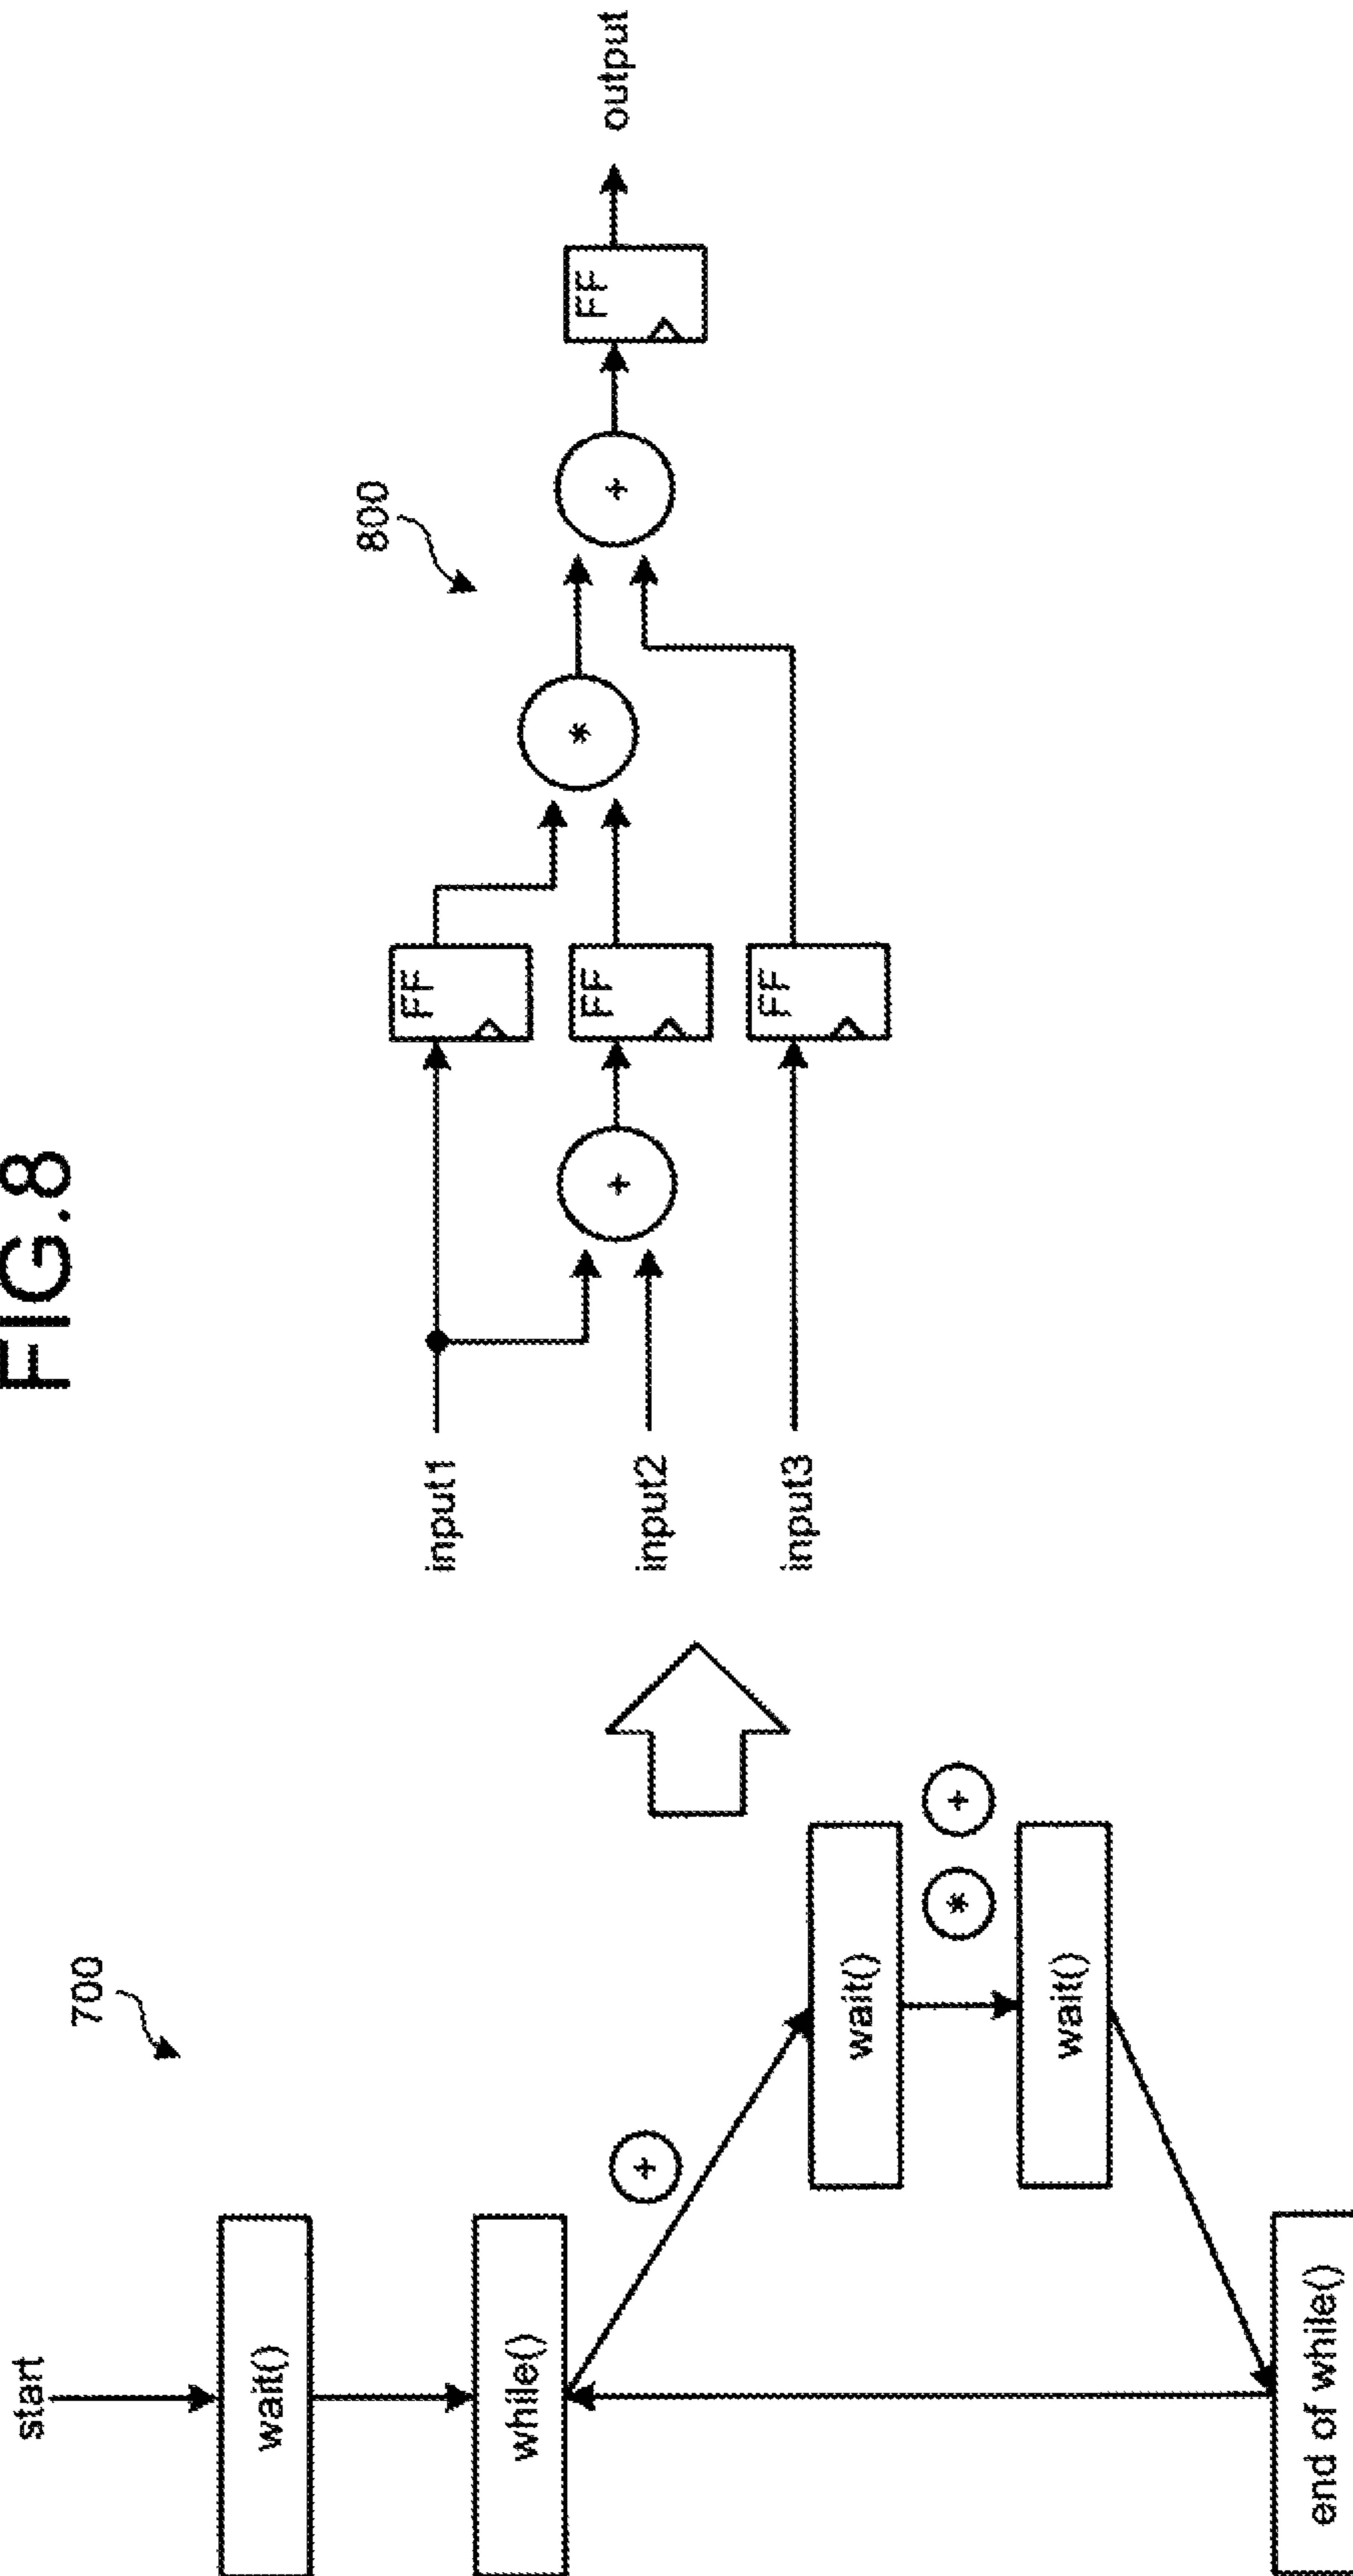 FIG.8
700
start
wait()
while()
+
wait()
*
+
wait()
end of while()
800
input1
input2
input3
+
FF
FF
FF
*
+
FF
output